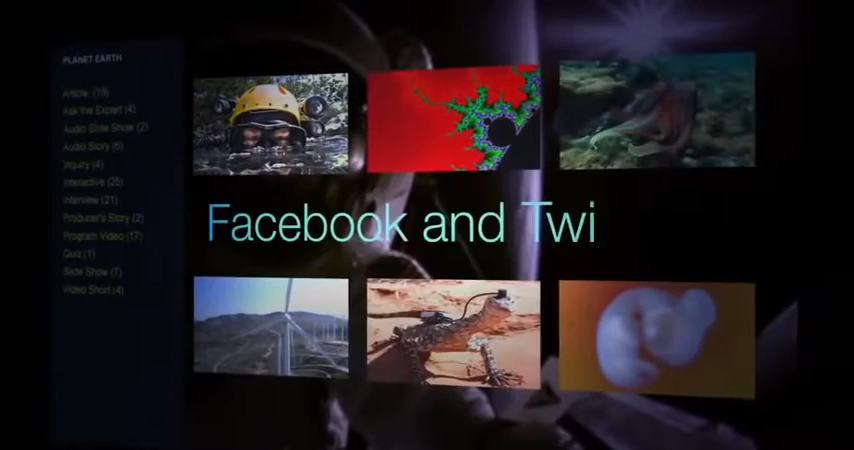 PLANET EARTH
Article (19)
Ask the Expert (4)
Audio Slide Show (2)
Audio Story (6)
Inquiry (4)
Interactive (25)
Interview (21)
Producer's Story (2)
Program Video (17)
Quiz (1)
Slide Show (7)
Video Short (4)
Facebook and Twi